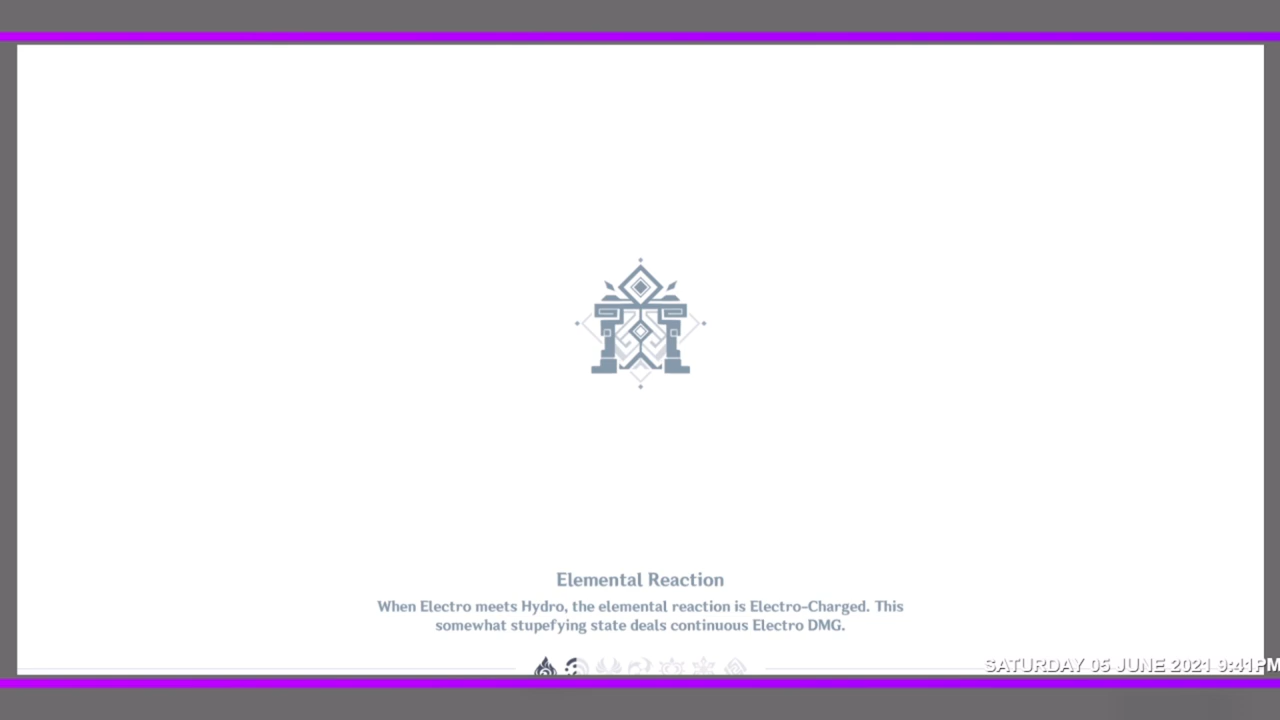 Elemental Reaction
When Electro meets Hydro, the elemental reaction is Electro-Charged. This
somewhat stupefying state deals continuous Electro DMG.
SATURDAY 05 JUNE 2021 9:41PM